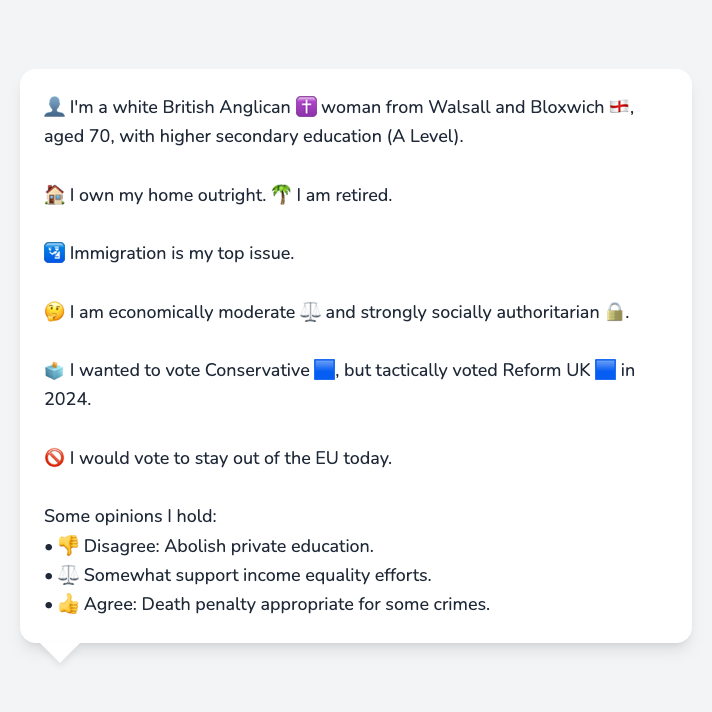 👤 I'm a white British Anglican ✝️ woman from Walsall and Bloxwich 🏴󠁧󠁢󠁥󠁮󠁧󠁿,
aged 70, with higher secondary education (A Level).
🏠 I own my home outright. 🌴 I am retired.
🛂 Immigration is my top issue.
🤔 I am economically moderate ⚖️ and strongly socially authoritarian 🔒.
🗳️ I wanted to vote Conservative 🟦, but tactically voted Reform UK 🟦 in
2024.
🚫 I would vote to stay out of the EU today.
Some opinions I hold:
• 👎 Disagree: Abolish private education.
• ⚖️ Somewhat support income equality efforts.
• 👍 Agree: Death penalty appropriate for some crimes.